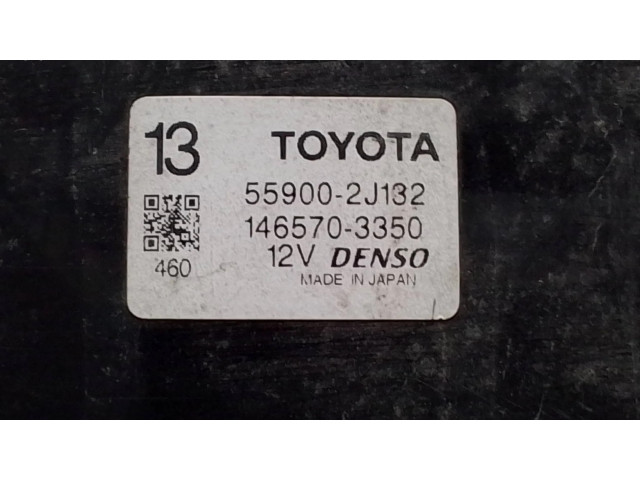 13 TOYOTA
55900-2J132
146570-3350
460 12V DENSO
MADE IN JAPAN